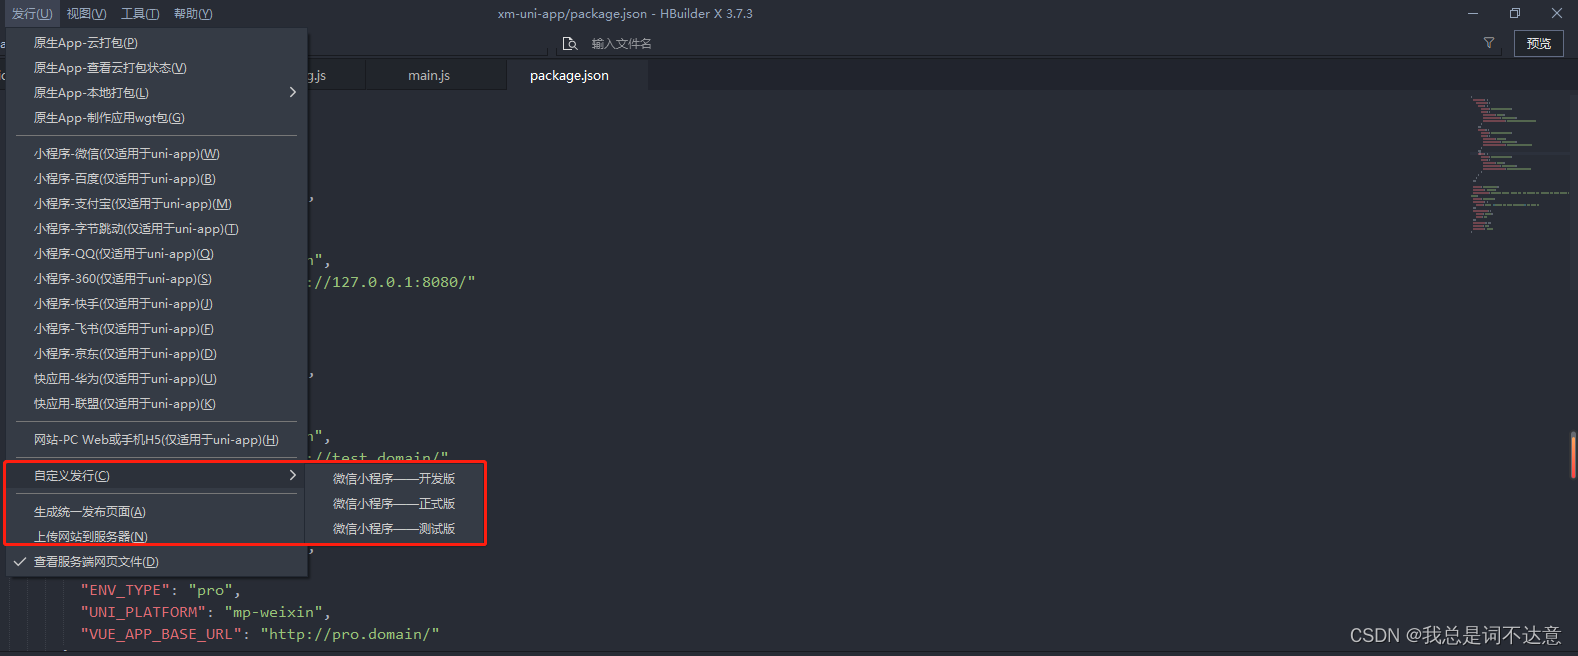 发行(U) 视图(V) 工具(T) 帮助(Y) xm-uni-app/package.json - HBuilder X 3.7.3
原生App-云打包(P)
输入文件名
预览
原生App-查看云打包状态(V)
g.js main.js package.json
原生App-本地打包(L)
原生App-制作应用wgt包(G)
小程序-微信(仅适用于uni-app)(W)
小程序-百度(仅适用于uni-app)(B)
小程序-支付宝(仅适用于uni-app)(M)
,
小程序-字节跳动(仅适用于uni-app)(T)
小程序-QQ(仅适用于uni-app)(Q)
n",
小程序-360(仅适用于uni-app)(S)
://127.0.0.1:8080/"
小程序-快手(仅适用于uni-app)(J)
小程序-飞书(仅适用于uni-app)(F)
小程序-京东(仅适用于uni-app)(D)
快应用-华为(仅适用于uni-app)(U)
,
快应用-联盟(仅适用于uni-app)(K)
网站-PC Web或手机H5(仅适用于uni-app)(H)
n",
://test.domain/"
自定义发行(C)
微信小程序——开发版
微信小程序——正式版
生成统一发布页面(A)
微信小程序——测试版
上传网站到服务器(N)
,
查看服务端网页文件(D)
"ENV_TYPE": "pro",
"UNI_PLATFORM": "mp-weixin",
"VUE_APP_BASE_URL": "http://pro.domain/"
CSDN @我总是词不达意